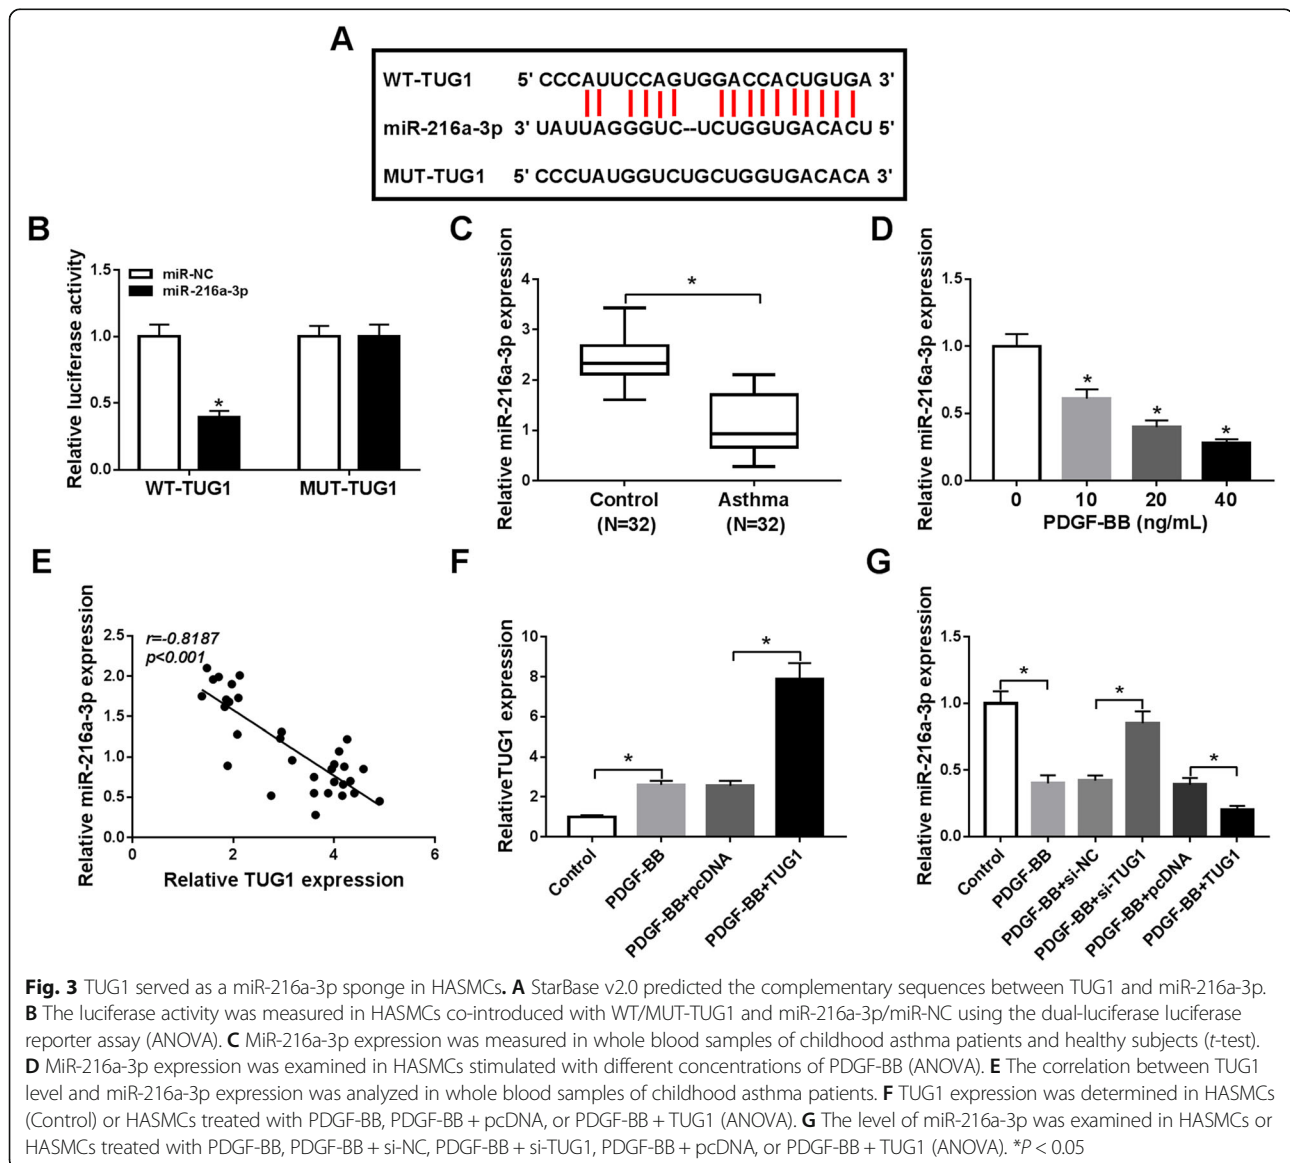 A
WT-TUG1 5' CCCAUUCCAGUGGACCACUGUGA 3'
miR-216a-3p 3' UAUUAGGGUC--UCUGGUGACACU 5'
MUT-TUG1 5' CCCUAUGGUCUGCUGGUGACACA 3'
B
Relative luciferase activity
1.5
1.0
0.5
0.0
miR-NC
miR-216a-3p
*
WT-TUG1 MUT-TUG1
C
Relative miR-216a-3p expression
4
3
2
1
0
*
Control Asthma
(N=32) (N=32)
D
Relative miR-216a-3p expression
1.5
1.0
0.5
0.0
* * *
0 10 20 40
PDGF-BB (ng/mL)
E
Relative miR-216a-3p expression
2.5
2.0
1.5
1.0
0.5
0.0
r=-0.8187
p<0.001
0 2 4 6
Relative TUG1 expression
F
RelativeTUG1 expression
10
8
6
4
2
0
* *
Control
PDGF-BB
PDGF-BB+pcDNA
PDGF-BB+TUG1
G
Relative miR-216a-3p expression
1.5
1.0
0.5
0.0
* * *
Control
PDGF-BB
PDGF-BB+si-NC
PDGF-BB+si-TUG1
PDGF-BB+pcDNA
PDGF-BB+TUG1
Fig. 3 TUG1 served as a miR-216a-3p sponge in HASMCs. A StarBase v2.0 predicted the complementary sequences between TUG1 and miR-216a-3p.
B The luciferase activity was measured in HASMCs co-introduced with WT/MUT-TUG1 and miR-216a-3p/miR-NC using the dual-luciferase luciferase
reporter assay (ANOVA). C MiR-216a-3p expression was measured in whole blood samples of childhood asthma patients and healthy subjects (t-test).
D MiR-216a-3p expression was examined in HASMCs stimulated with different concentrations of PDGF-BB (ANOVA). E The correlation between TUG1
level and miR-216a-3p expression was analyzed in whole blood samples of childhood asthma patients. F TUG1 expression was determined in HASMCs
(Control) or HASMCs treated with PDGF-BB, PDGF-BB + pcDNA, or PDGF-BB + TUG1 (ANOVA). G The level of miR-216a-3p was examined in HASMCs or
HASMCs treated with PDGF-BB, PDGF-BB + si-NC, PDGF-BB + si-TUG1, PDGF-BB + pcDNA, or PDGF-BB + TUG1 (ANOVA). *P < 0.05